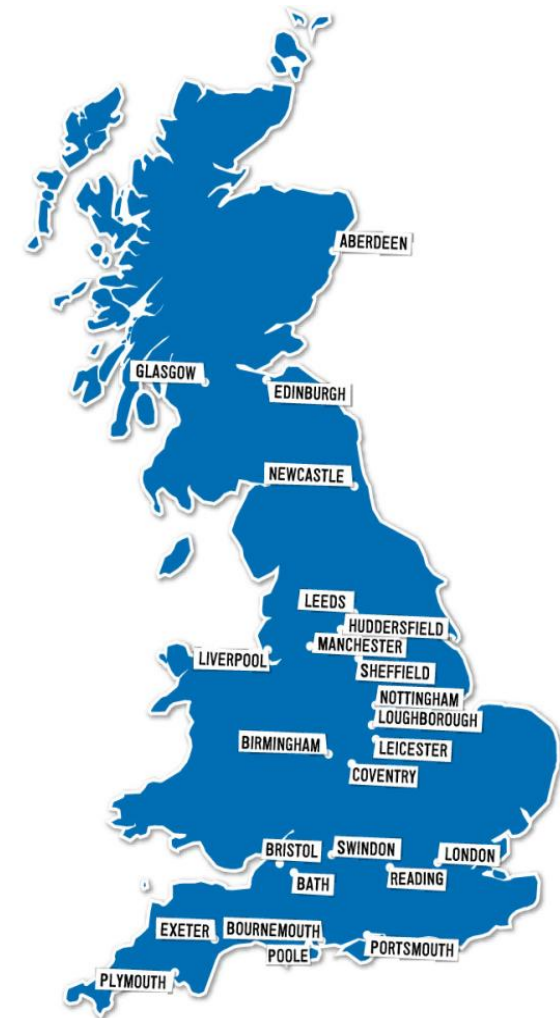 ABERDEEN
GLASGOW
EDINBURGH
NEWCASTLE
LEEDS
HUDDERSFIELD
MANCHESTER
LIVERPOOL
SHEFFIELD
NOTTINGHAM
LOUGHBOROUGH
BIRMINGHAM
LEICESTER
COVENTRY
BRISTOL
SWINDON
LONDON
BATH
READING
EXETER
BOURNEMOUTH
PORTSMOUTH
POOLE
PLYMOUTH